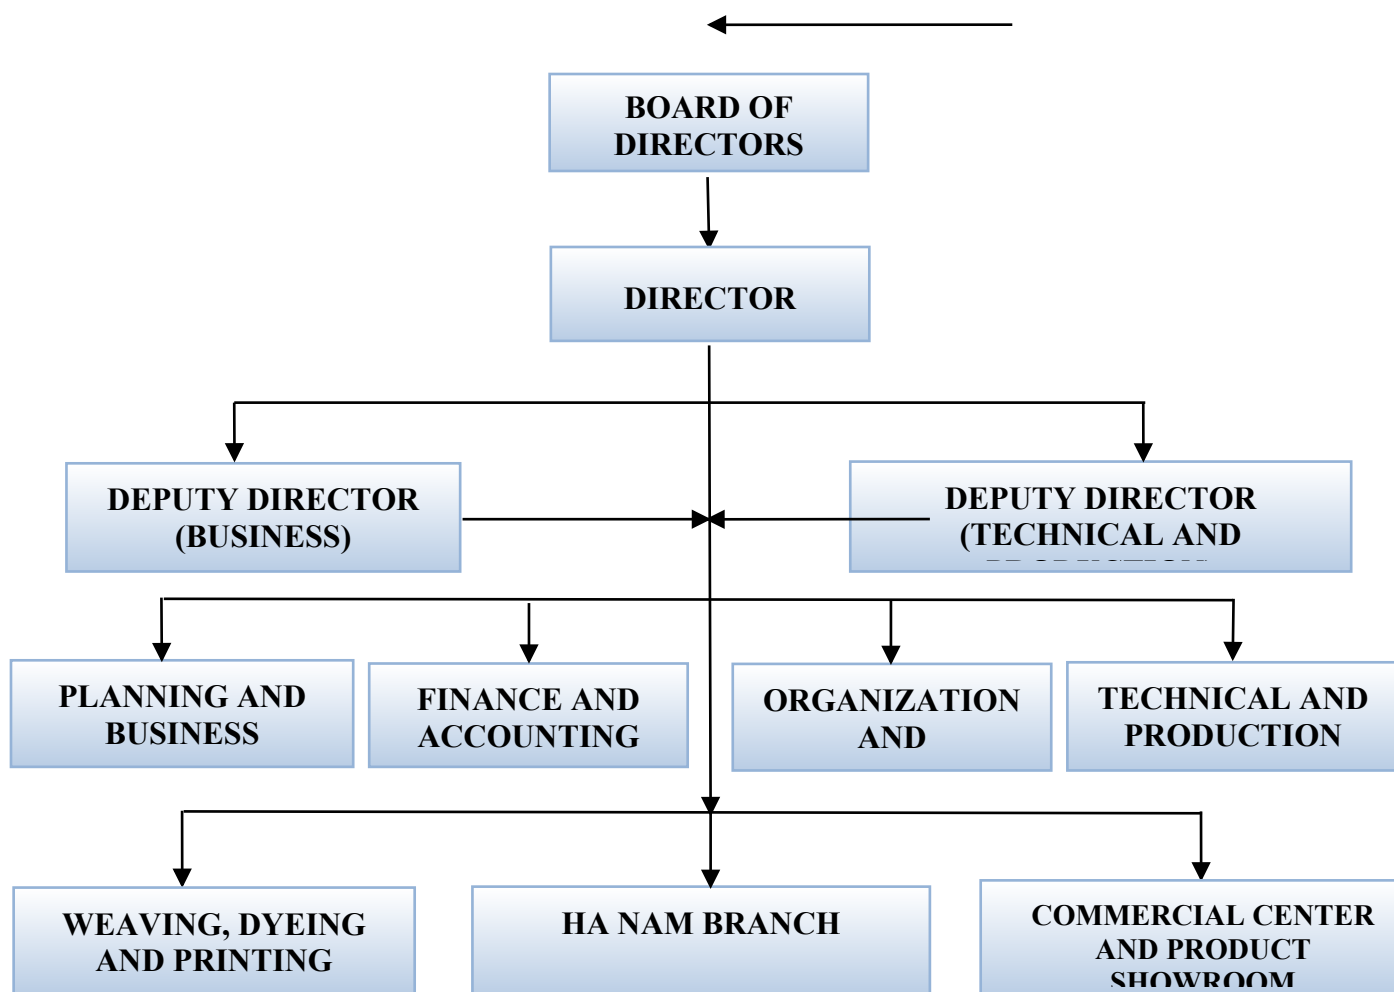 BOARD OF
DIRECTORS
DIRECTOR
DEPUTY DIRECTOR
(BUSINESS)
DEPUTY DIRECTOR
(TECHNICAL AND
PLANNING AND
BUSINESS
FINANCE AND
ACCOUNTING
ORGANIZATION
AND
TECHNICAL AND
PRODUCTION
WEAVING, DYEING
AND PRINTING
HA NAM BRANCH
COMMERCIAL CENTER
AND PRODUCT
SHOWROOM